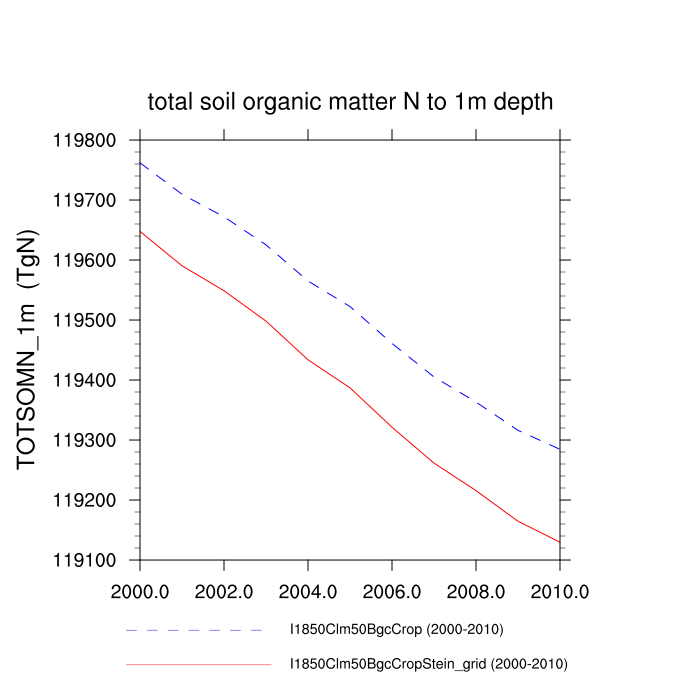 total soil organic matter N to 1m depth
TOTSOMN_1m (TgN)
119800
119700
119600
119500
119400
119300
119200
119100
2000.0 2002.0 2004.0 2006.0 2008.0 2010.0
I1850Clm50BgcCrop (2000-2010)
I1850Clm50BgcCropStein_grid (2000-2010)